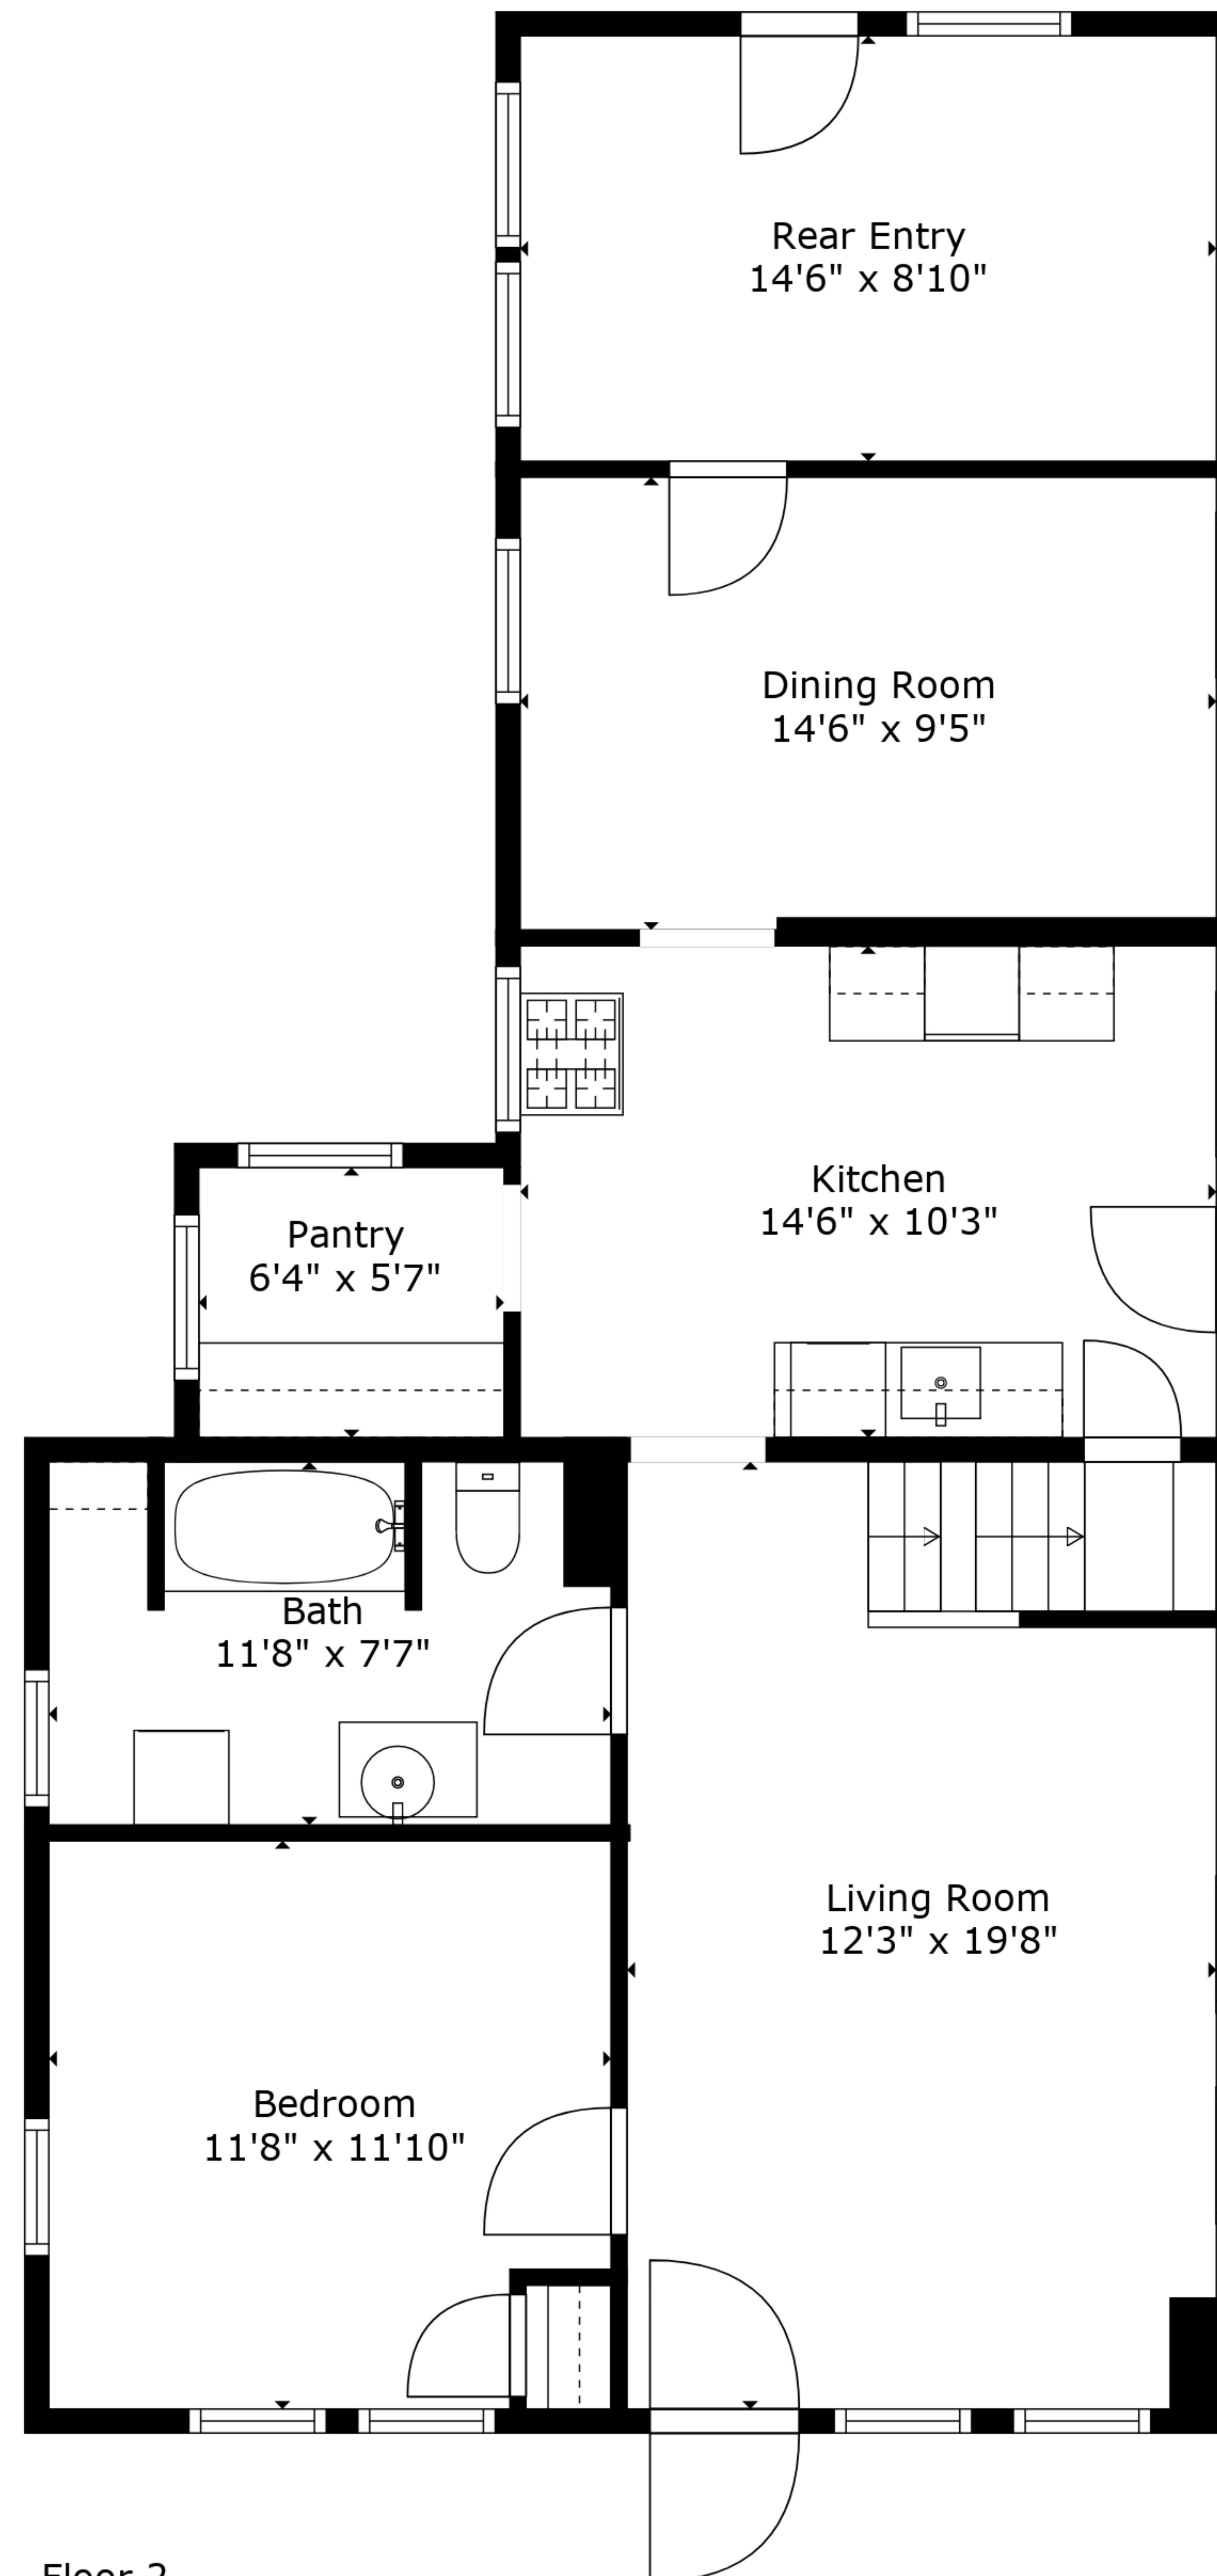 Rear Entry
14'6" x 8'10"
Dining Room
14'6" x 9'5"
Kitchen
14'6" x 10'3"
Pantry
6'4" x 5'7"
Bath
11'8" x 7'7"
Living Room
12'3" x 19'8"
Bedroom
11'8" x 11'10"
Floor 2